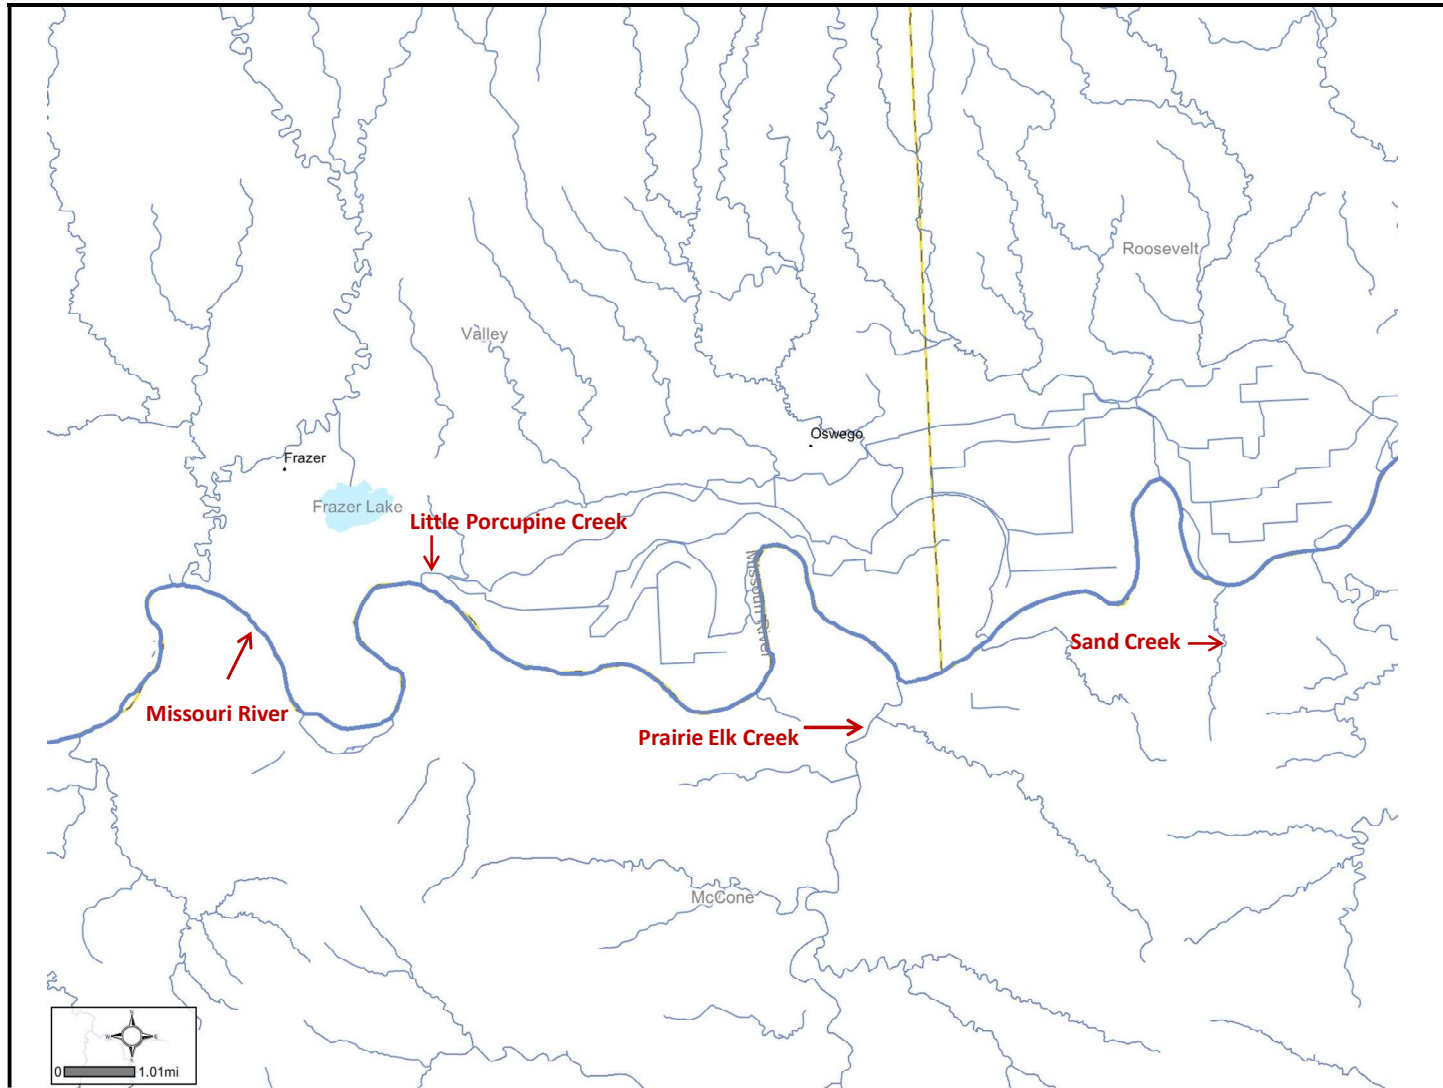 Roosevelt
Valley
Oswego
Frazer
Frazer Lake
Little Porcupine Creek
Missouri River
Sand Creek
Missouri River
Prairie Elk Creek
McCone
N
W
E
S
0
1.01mi